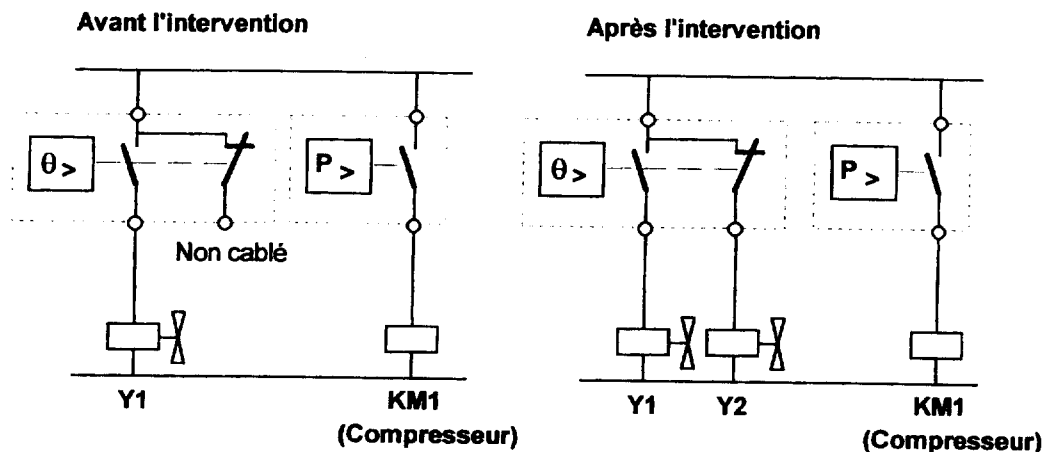 Avant l'intervention
Après l'intervention
θ >
P >
Non cablé
Y1
KM1
(Compresseur)
θ >
P >
Y1
Y2
KM1
(Compresseur)